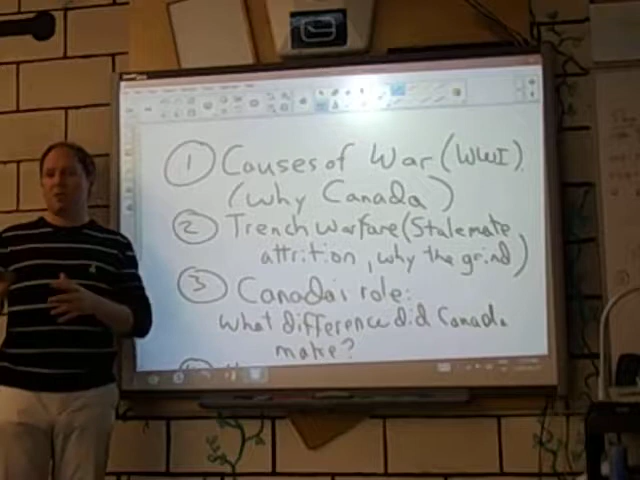 ① Causes of War (WWI)
(why Canada)
② Trench warfare (Stalemate,
attrition, why the grind)
③ Canada's role:
What difference did Canada
make?